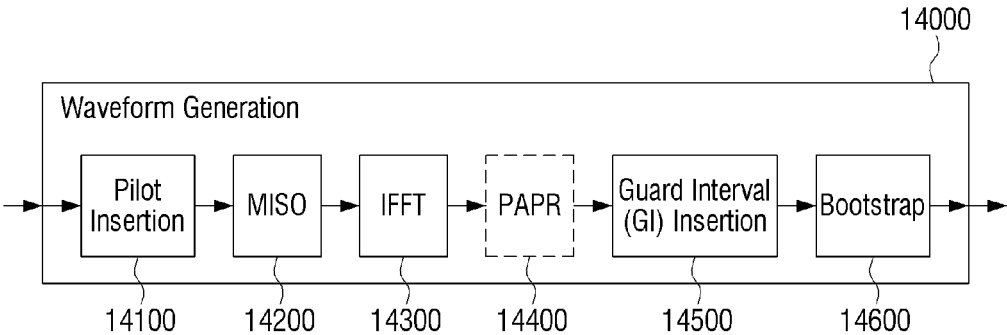 14000
Waveform Generation
Pilot
Insertion
MISO
IFFT
PAPR
Guard Interval
(GI) Insertion
Bootstrap
14100
14200
14300
14400
14500
14600